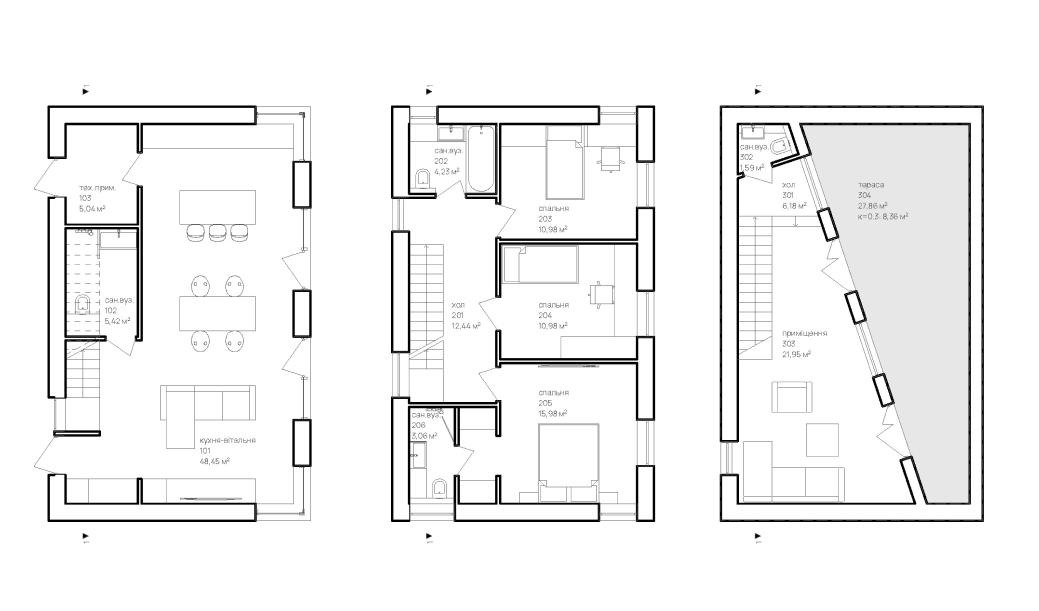 тех. прим.
103
5,04 м²
сан.вуз.
102
5,42 м²
кухня-вітальня
101
48,45 м²
сан.вуз.
202
4,23 м²
спальня
203
10,98 м²
хол
201
12,44 м²
спальня
204
10,98 м²
спальня
205
15,98 м²
сан.вуз.
206
3,06 м²
сан.вуз.
302
1,59 м²
хол
301
6,18 м²
тераса
304
27,86 м²
к=0.3: 8,36 м²
приміщення
303
21,95 м²